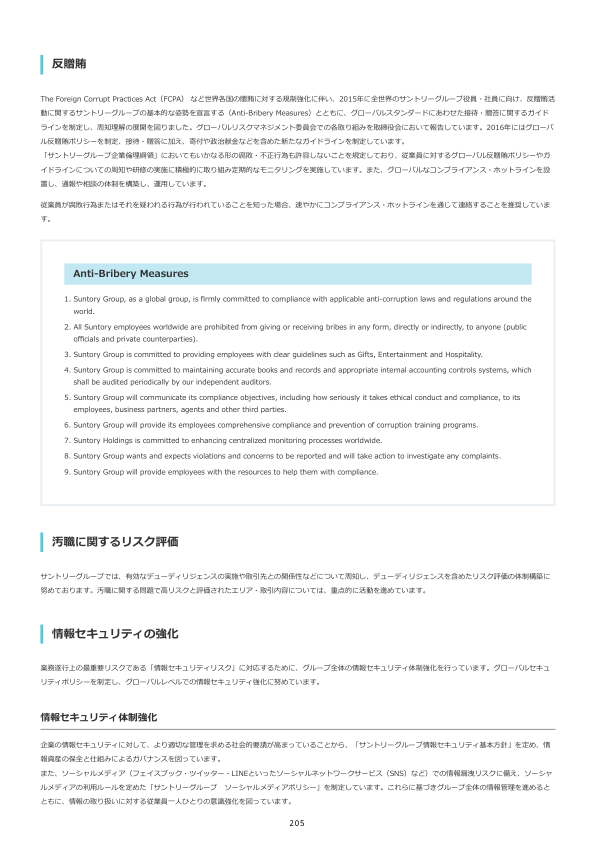 反贈賄
The Foreign Corrupt Practices Act（FCPA） など世界各国の贈賄に対する規制強化に伴い、2015年に全世界のサントリーグループ役員・社員に向け、反贈賄活
動に関するサントリーグループの基本的な姿勢を宣言する（Anti-Bribery Measures）とともに、グローバルスタンダードにあわせた接待・贈答に関するガイド
ラインを制定し、周知理解の展開を図りました。グローバルリスクマネジメント委員会での各取り組みを取締役会において報告しています。2016年にはグローバ
ル反贈賄ポリシーを制定、接待・贈答に加え、寄付や政治献金などを含めた新たなガイドラインを制定しています。
「サントリーグループ企業倫理綱領」においてもいかなる形の腐敗・不正行為も許容しないことを規定しており、従業員に対するグローバル反贈賄ポリシーやガ
イドラインについての周知や研修の実施に積極的に取り組み定期的なモニタリングを実施しています。また、グローバルなコンプライアンス・ホットラインを設
置し、通報や相談の体制を構築し、運用しています。
従業員が腐敗行為またはそれを疑われる行為が行われていることを知った場合、速やかにコンプライアンス・ホットラインを通じて連絡することを推奨していま
す。
Anti-Bribery Measures
1. Suntory Group, as a global group, is firmly committed to compliance with applicable anti-corruption laws and regulations around the
world.
2. All Suntory employees worldwide are prohibited from giving or receiving bribes in any form, directly or indirectly, to anyone (public
officials and private counterparties).
3. Suntory Group is committed to providing employees with clear guidelines such as Gifts, Entertainment and Hospitality.
4. Suntory Group is committed to maintaining accurate books and records and appropriate internal accounting controls systems, which
shall be audited periodically by our independent auditors.
5. Suntory Group will communicate its compliance objectives, including how seriously it takes ethical conduct and compliance, to its
employees, business partners, agents and other third parties.
6. Suntory Group will provide its employees comprehensive compliance and prevention of corruption training programs.
7. Suntory Holdings is committed to enhancing centralized monitoring processes worldwide.
8. Suntory Group wants and expects violations and concerns to be reported and will take action to investigate any complaints.
9. Suntory Group will provide employees with the resources to help them with compliance.
汚職に関するリスク評価
サントリーグループでは、有効なデューディリジェンスの実施や取引先との関係性などについて周知し、デューディリジェンスを含めたリスク評価の体制構築に
努めております。汚職に関する問題で高リスクと評価されたエリア・取引内容については、重点的に活動を進めています。
情報セキュリティの強化
業務遂行上の最重要リスクである「情報セキュリティリスク」に対応するために、グループ全体の情報セキュリティ体制強化を行っています。グローバルセキュ
リティポリシーを制定し、グローバルレベルでの情報セキュリティ強化に努めています。
情報セキュリティ体制強化
企業の情報セキュリティに対して、より適切な管理を求める社会的要請が高まっていることから、「サントリーグループ情報セキュリティ基本方針」を定め、情
報資産の保全と仕組みによるガバナンスを図っています。
また、ソーシャルメディア（フェイスブック・ツイッター・LINEといったソーシャルネットワークサービス（SNS）など）での情報漏洩リスクに備え、ソーシャ
ルメディアの利用ルールを定めた「サントリーグループ　ソーシャルメディアポリシー」を制定しています。これらに基づきグループ全体の情報管理を進めると
ともに、情報の取り扱いに対する従業員一人ひとりの意識強化を図っています。
205